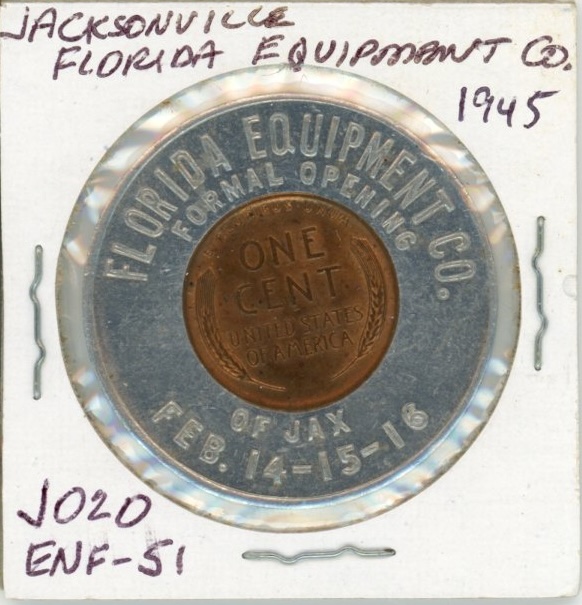 JACKSONVILLE
FLORIDA EQUIPMENT CO.
1945
FLORIDA EQUIPMENT CO.
FORMAL OPENING
ONE
CENT
UNITED STATES
OF AMERICA
OF JAX
FEB. 14-15-16
J020
ENF-51